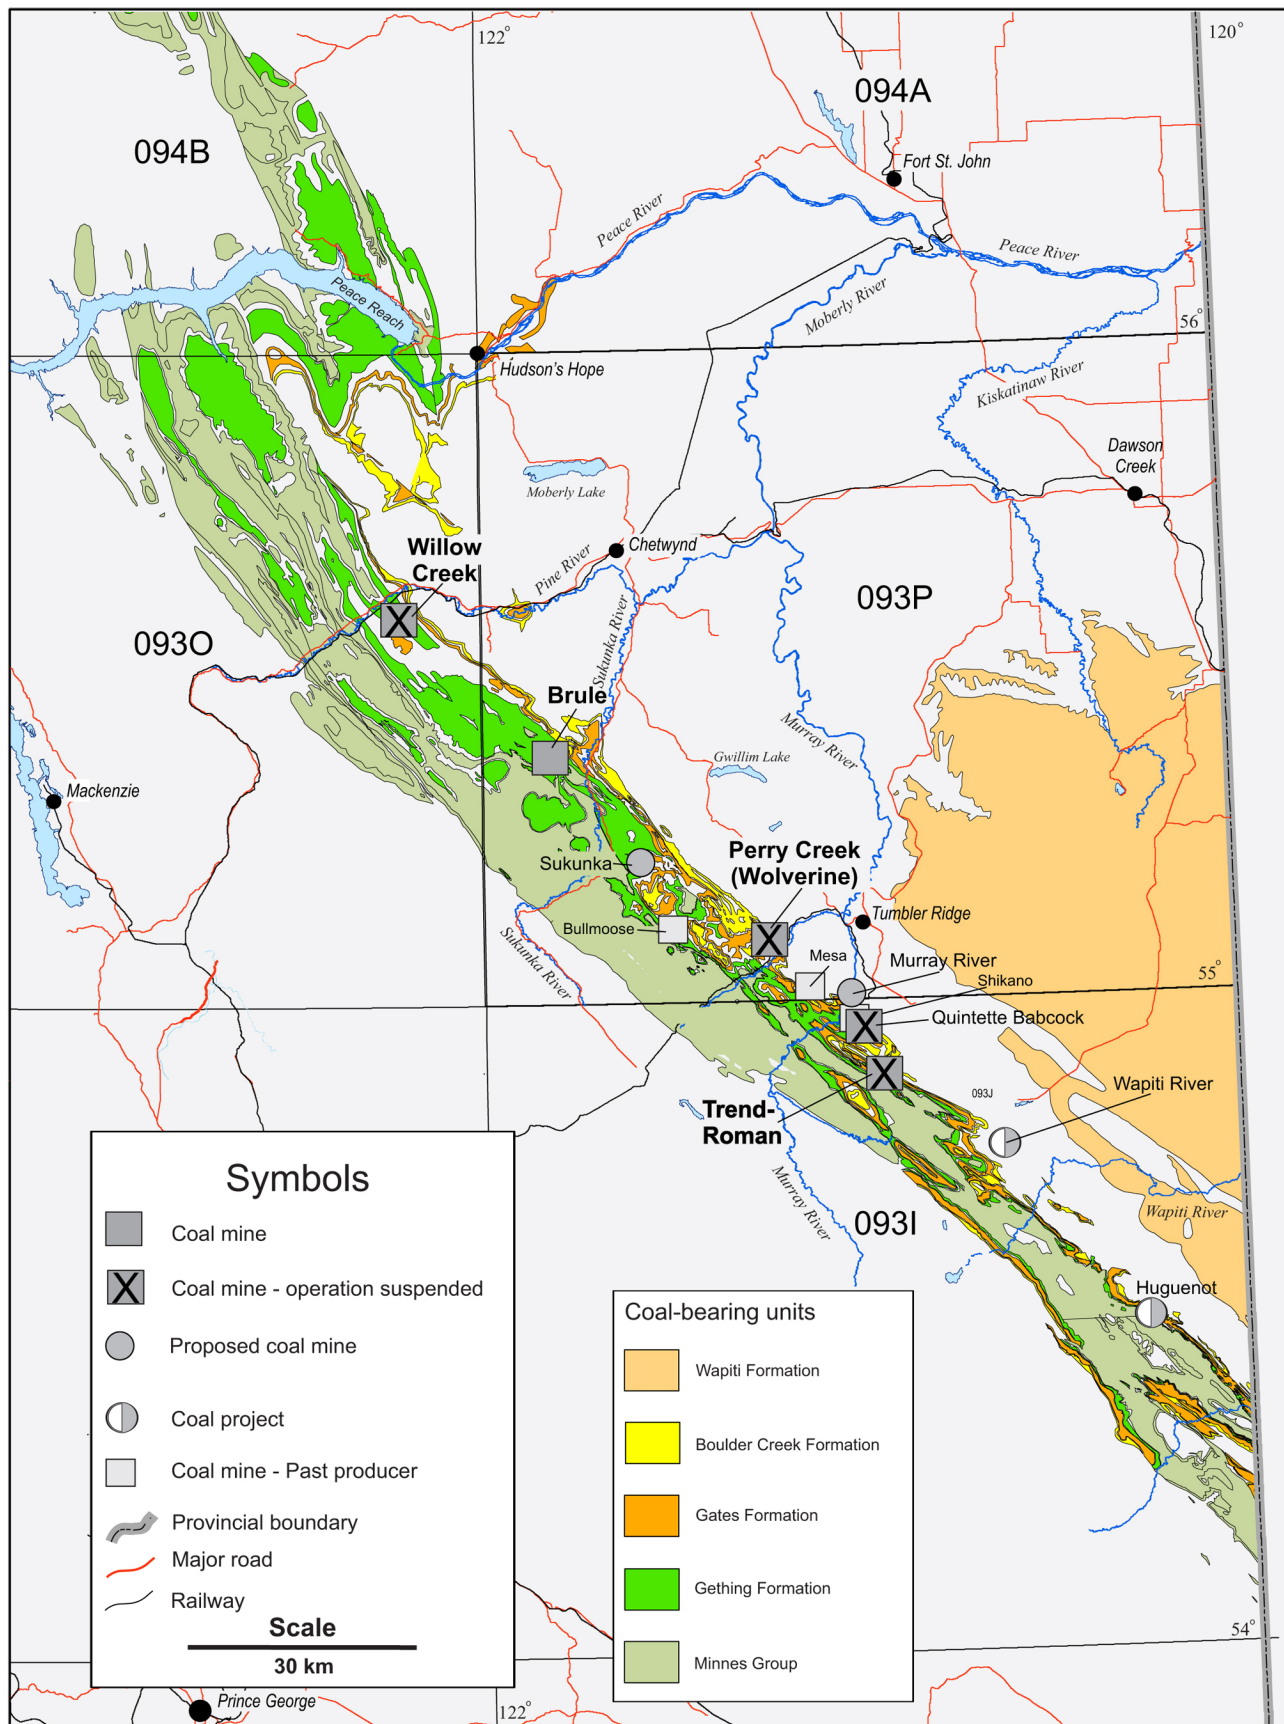 122°
120°
094A
094B
Fort St. John
Peace River
Peace River
Peace Reach
Moberly River
56°
Hudson's Hope
Kiskatinaw River
Dawson
Creek
Moberly Lake
Willow
Creek
Chetwynd
Pine River
093P
093O
Sukunka River
Brule
Murray River
Gwillim Lake
Mackenzie
Perry Creek
(Wolverine)
Sukunka
Tumbler Ridge
Bullmoose
Sukunka River
Mesa
Murray River
55°
Shikano
Quintette Babcock
093J
Wapiti River
Trend-
Roman
Murray River
093I
Wapiti River
Huguenot
Symbols
Coal mine
Coal mine - operation suspended
Proposed coal mine
Coal project
Coal mine - Past producer
Provincial boundary
Major road
Railway
Scale
30 km
Coal-bearing units
Wapiti Formation
Boulder Creek Formation
Gates Formation
Gething Formation
Minnes Group
54°
Prince George
122°